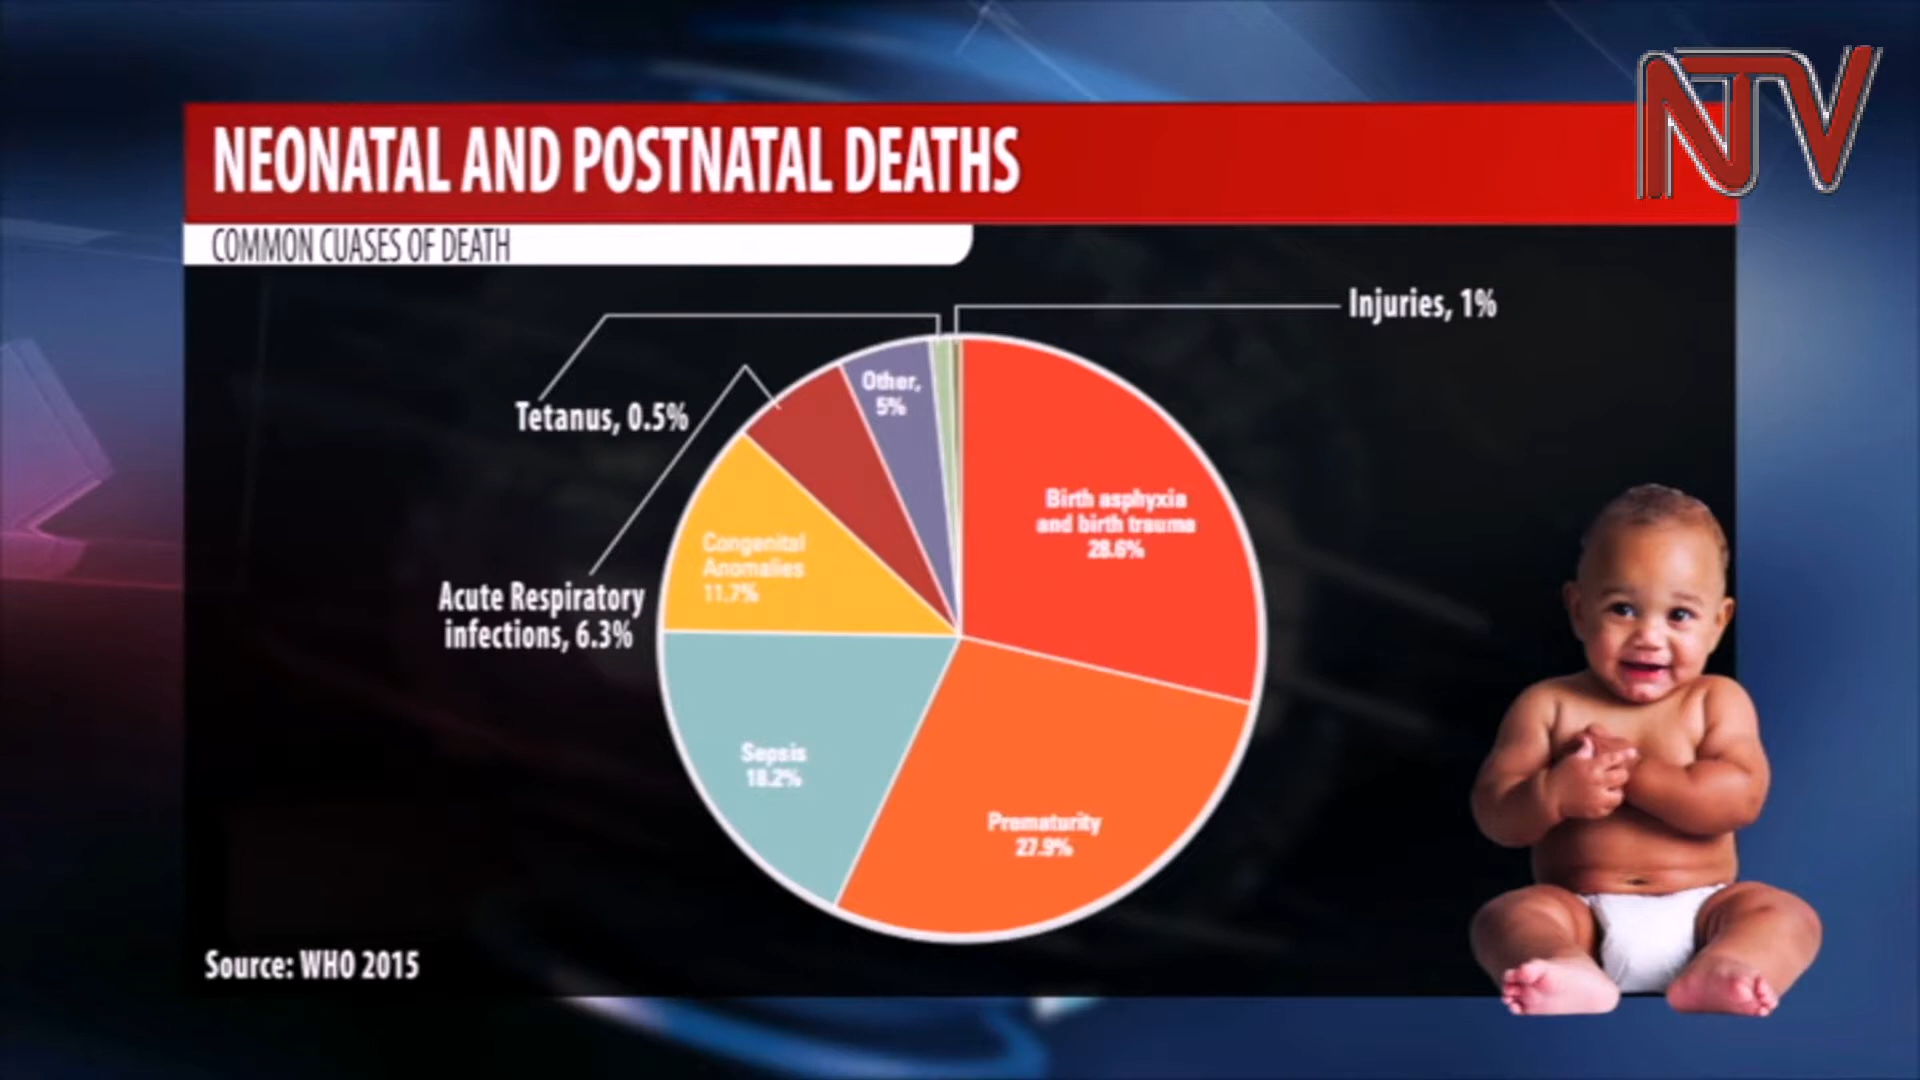 NTV
NEONATAL AND POSTNATAL DEATHS
COMMON CUASES OF DEATH
Injuries, 1%
Tetanus, 0.5%
Other,
5%
Birth asphyxia
and birth trauma
28.6%
Congenital
Anomalies
11.7%
Acute Respiratory
infections, 6.3%
Sepsis
18.2%
Prematurity
27.9%
Source: WHO 2015